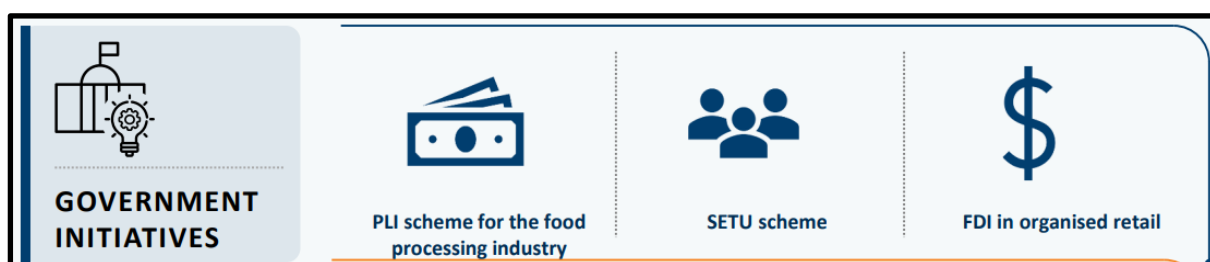 GOVERNMENT
INITIATIVES
PLI scheme for the food
processing industry
SETU scheme
FDI in organised retail